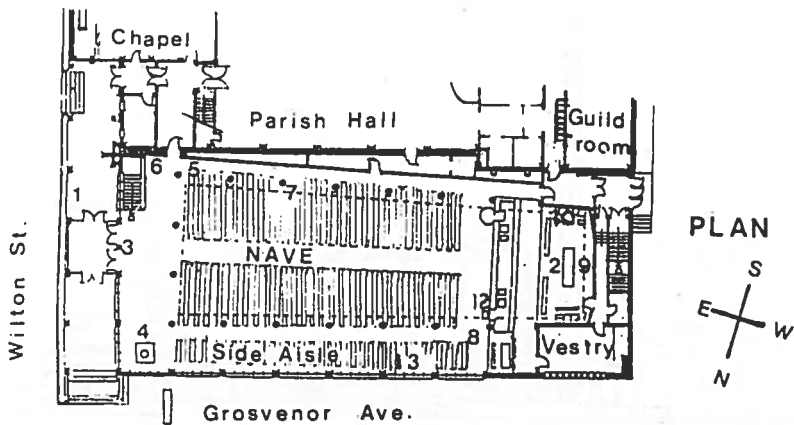 Chapel
Parish Hall
Guild
room
PLAN
S
E
W
N
Wilton St.
1
3
6
5
7
NAVE
2
9
12
4
Side Aisle
13
8
Vestry
Grosvenor Ave.